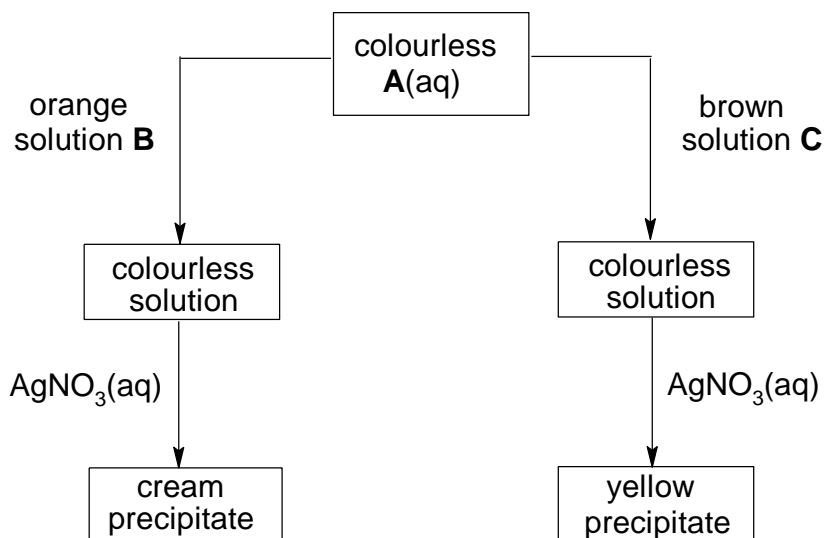 colourless
A(aq)
orange
solution B
brown
solution C
colourless
solution
colourless
solution
AgNO₃(aq)
AgNO₃(aq)
cream
precipitate
yellow
precipitate